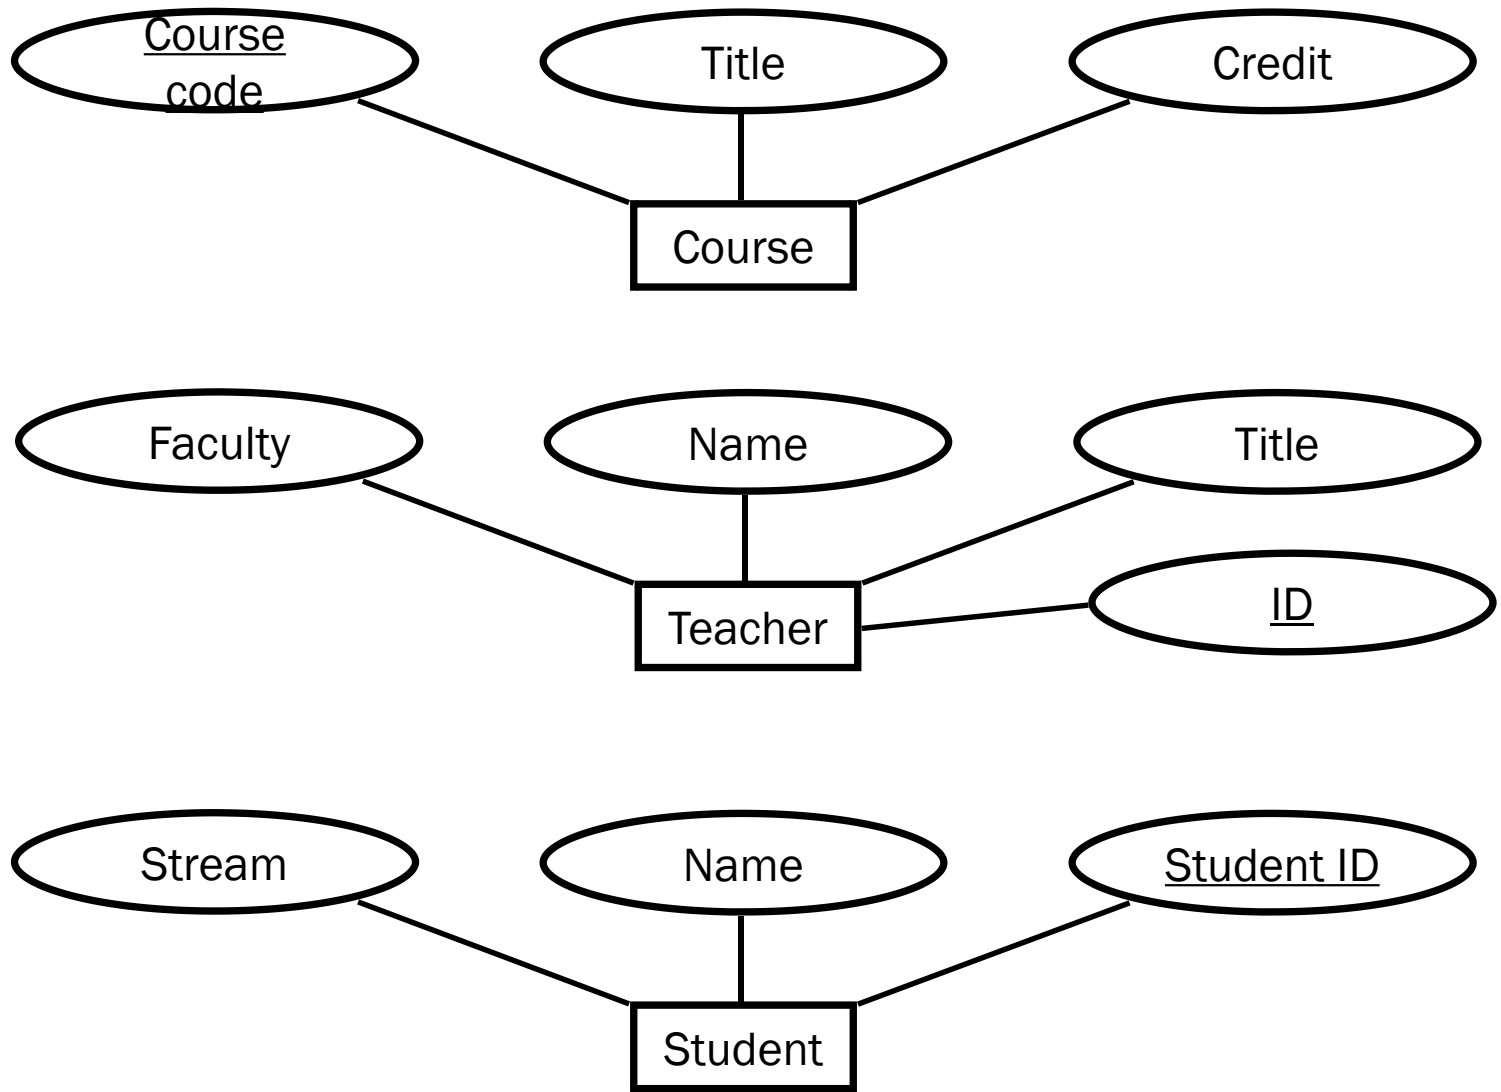 Course
code
Title
Credit
Course
Faculty
Name
Title
ID
Teacher
Stream
Name
Student ID
Student